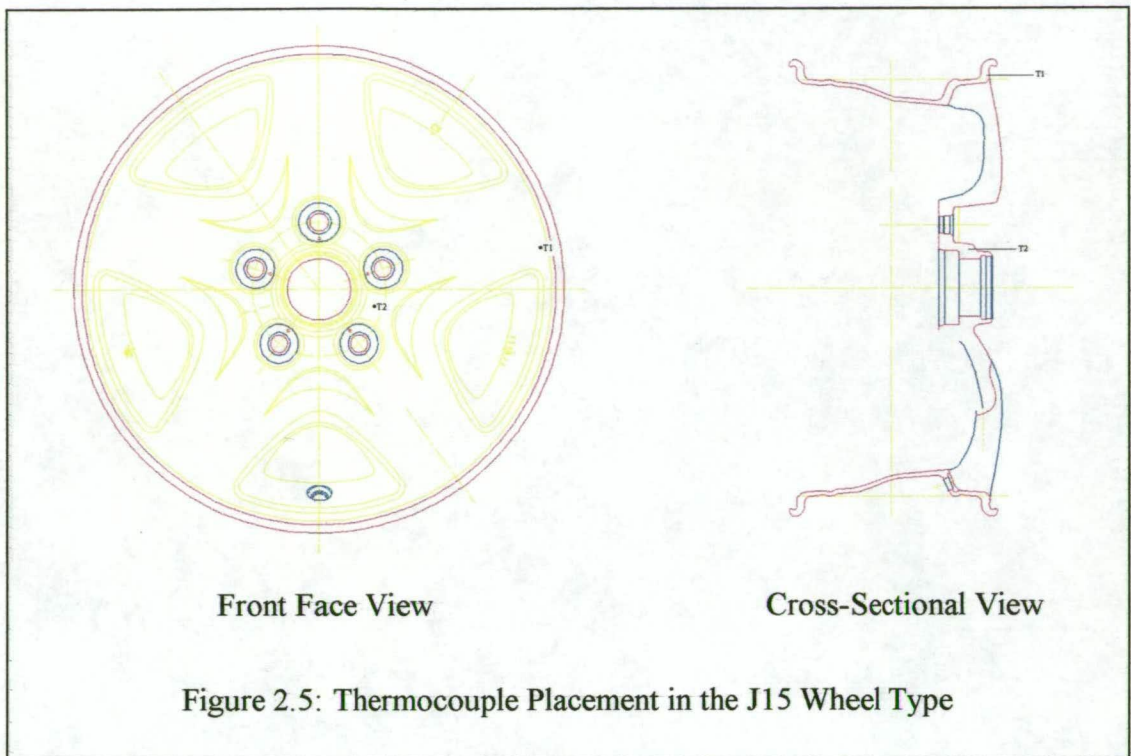 T1
T1
T2
T2
Front Face View
Cross-Sectional View
Figure 2.5: Thermocouple Placement in the J15 Wheel Type